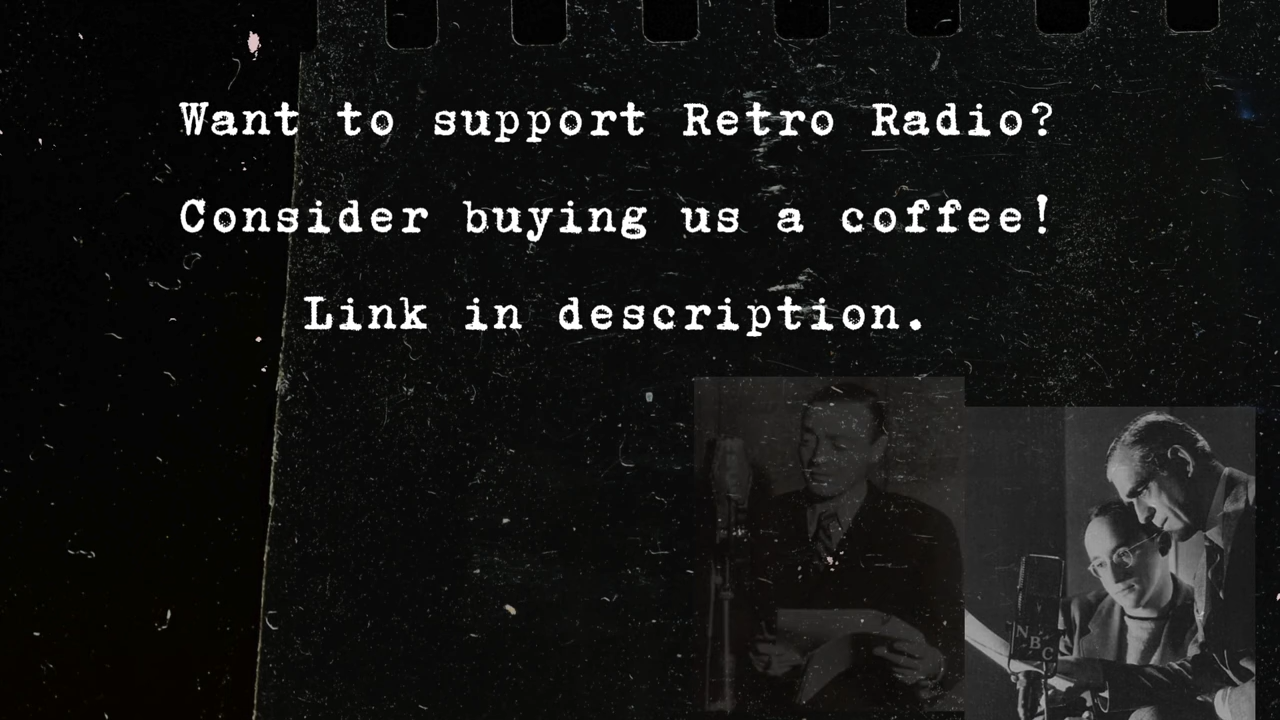 Want to support Retro Radio?
Consider buying us a coffee!
Link in description.
NBC